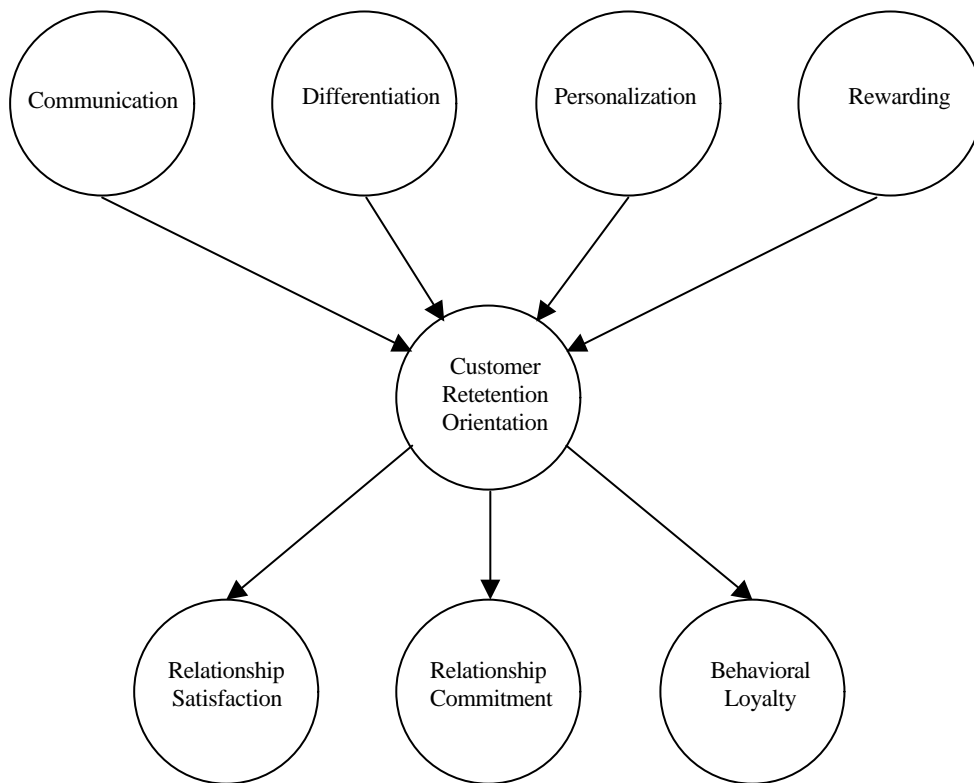 Communication
Differentiation
Personalization
Rewarding
Customer
Retetention
Orientation
Relationship
Satisfaction
Relationship
Commitment
Behavioral
Loyalty